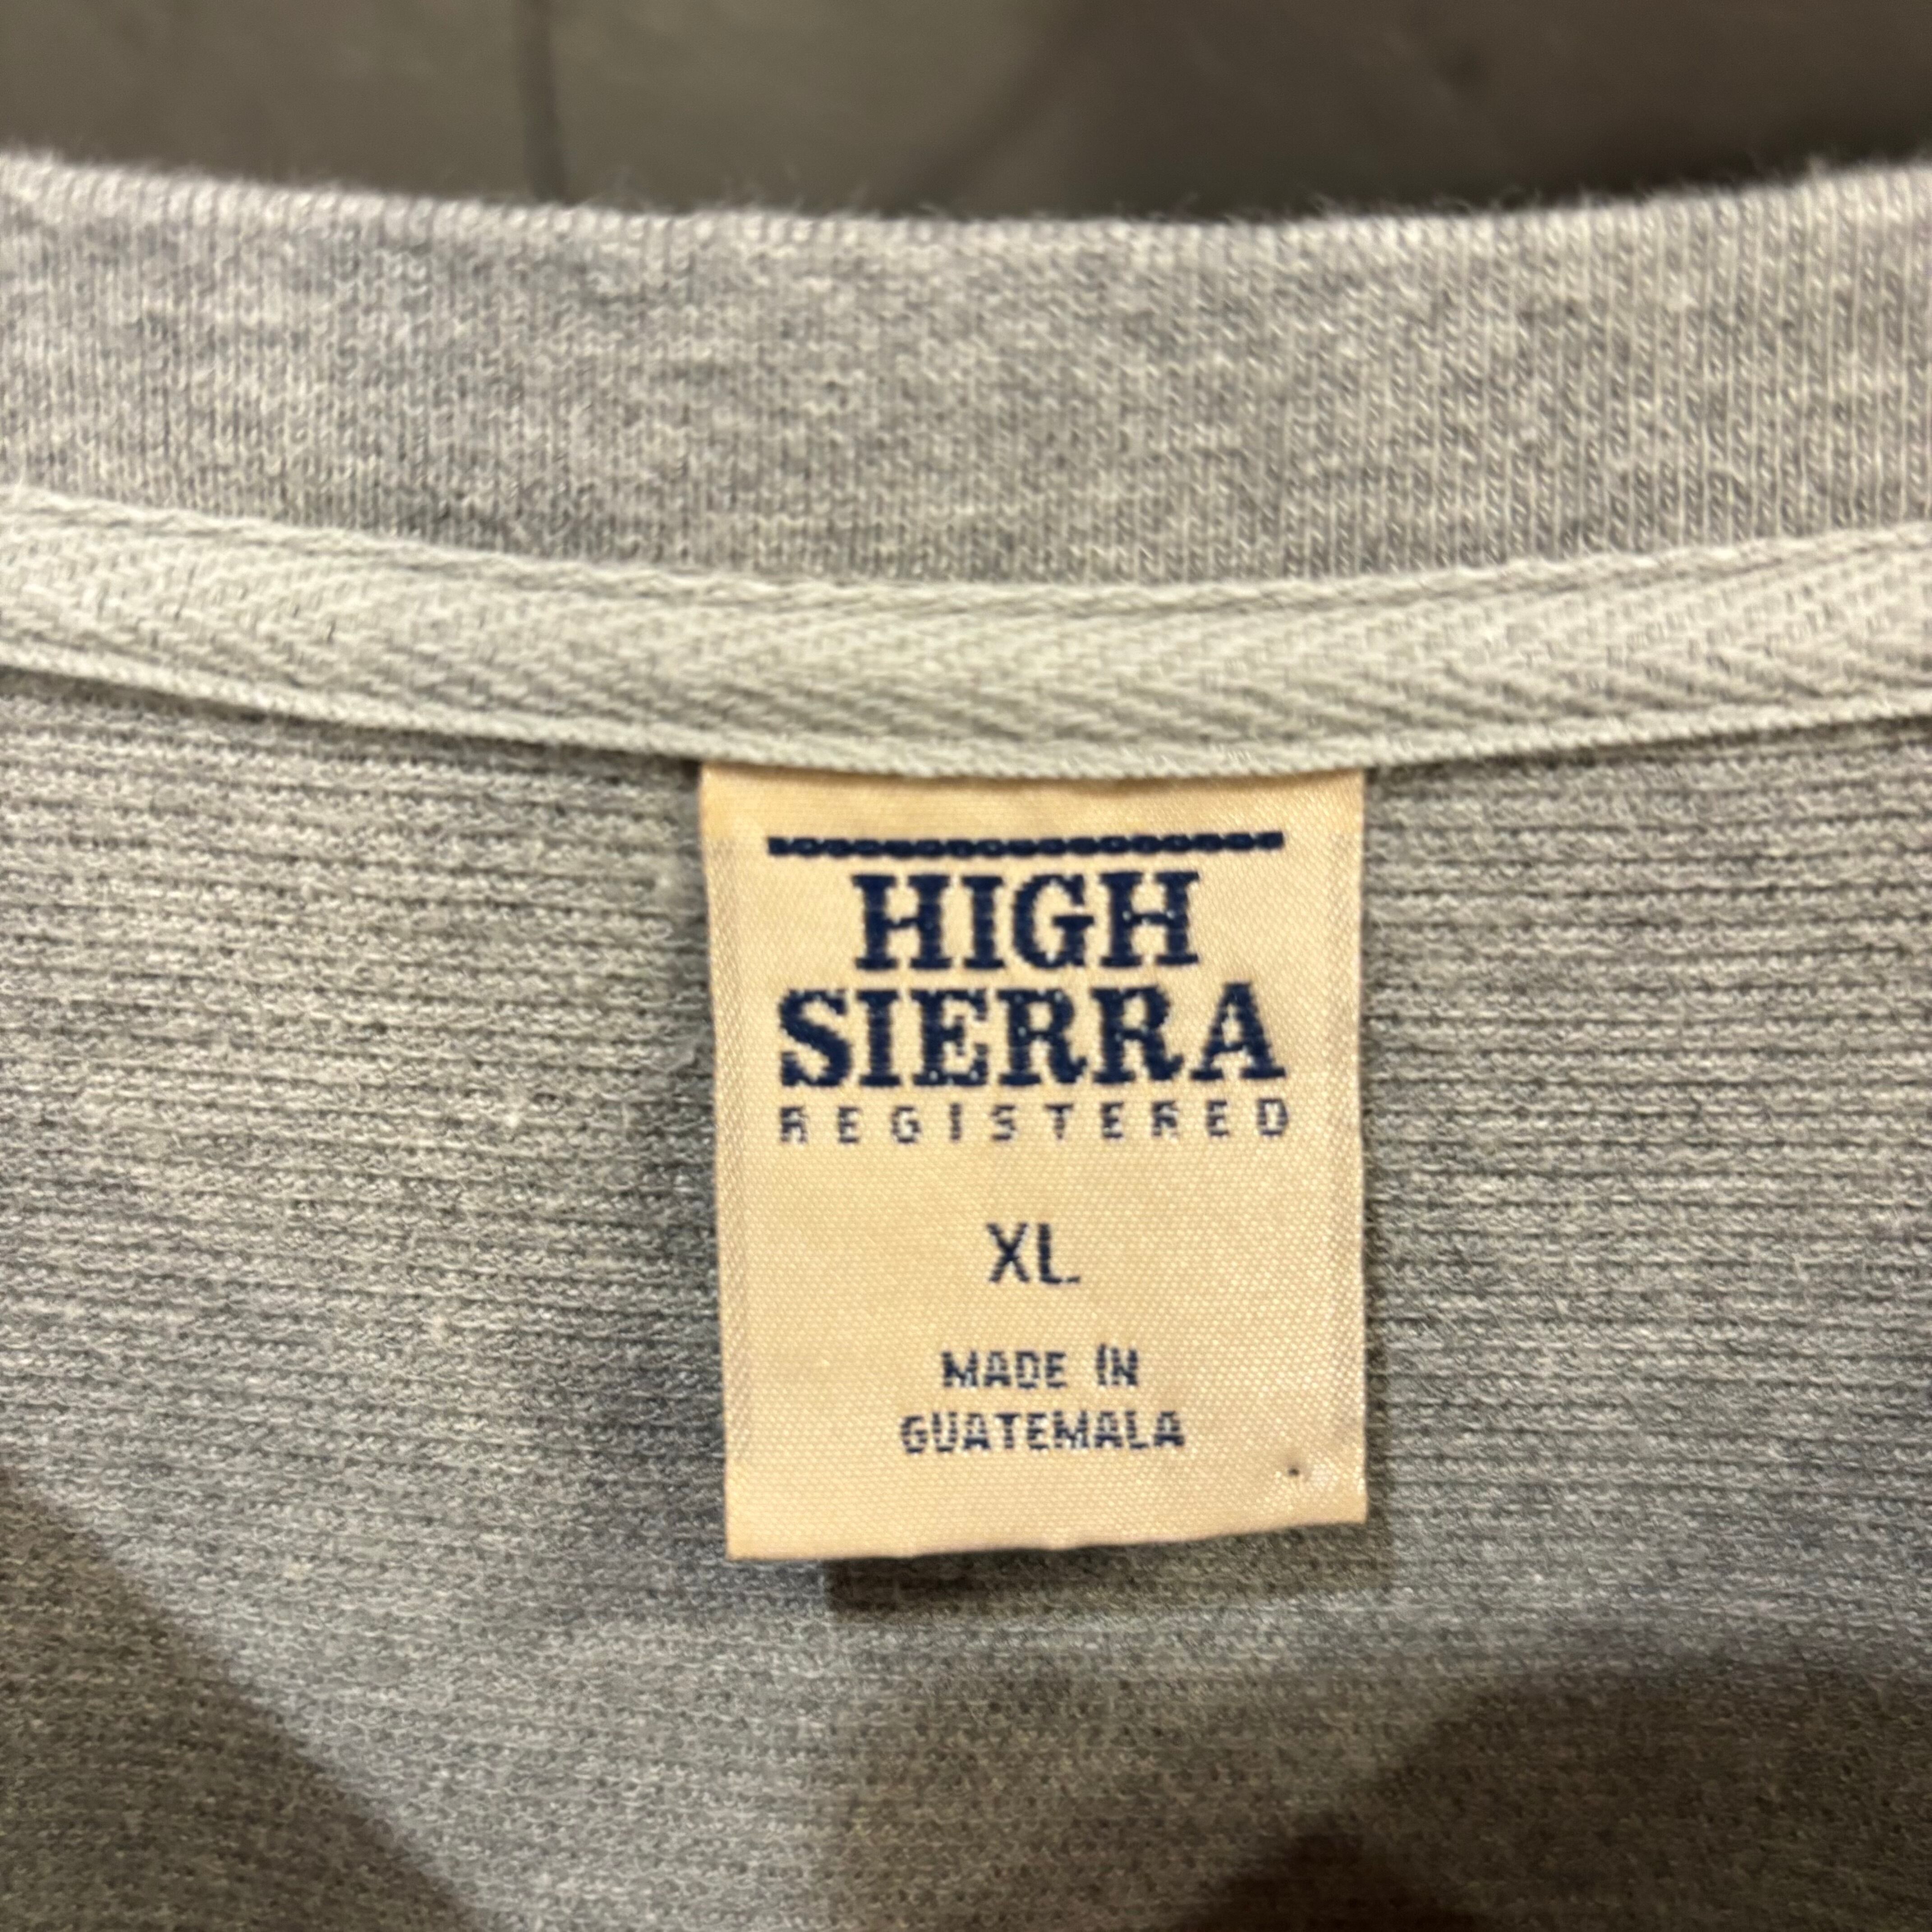 HIGH
SIERRA
REGISTERED
XL
MADE IN
GUATEMALA